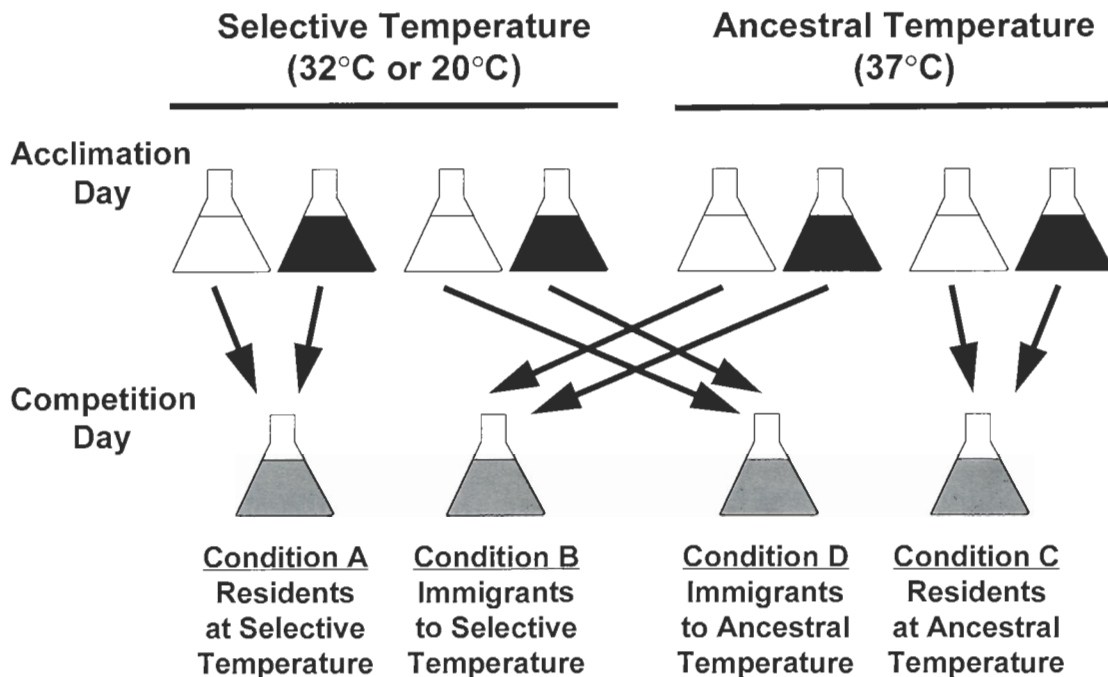 Selective Temperature
(32°C or 20°C)
Ancestral Temperature
(37°C)
Acclimation
Day
Competition
Day
Condition A
Residents
at Selective
Temperature
Condition B
Immigrants
to Selective
Temperature
Condition D
Immigrants
to Ancestral
Temperature
Condition C
Residents
at Ancestral
Temperature